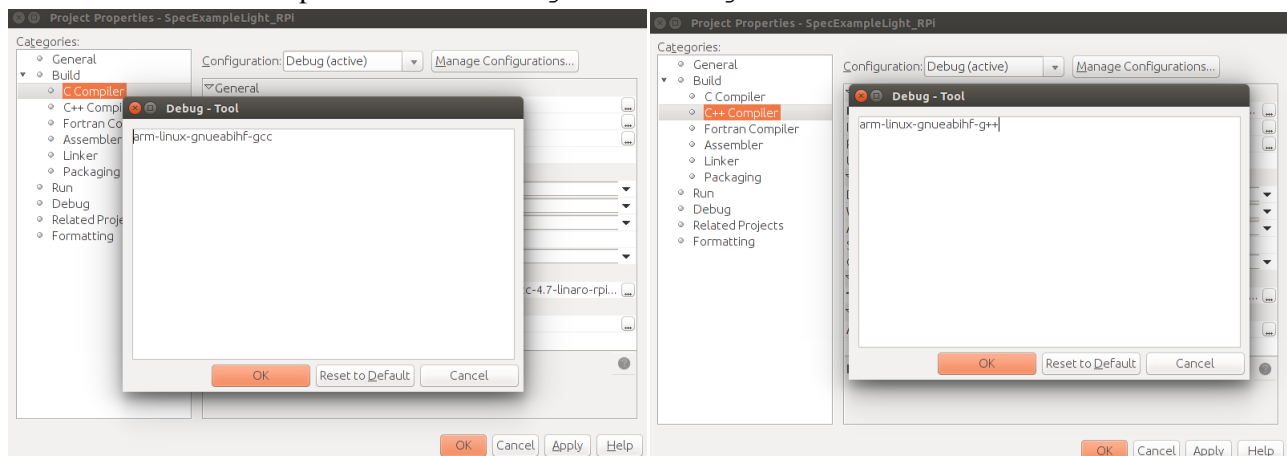 Project Properties - SpecExampleLight_RPi
Categories:
General
Build
C Compiler
C++ Compi
Fortran Co
Assembler
Linker
Packaging
Run
Debug
Related Proje
Formatting
Configuration: Debug (active) Manage Configurations...
General
Debug - Tool
arm-linux-gnueabihf-gcc
c-4.7-linaro-rpi...
OK Reset to Default Cancel
OK Cancel Apply Help
Project Properties - SpecExampleLight_RPi
Categories:
General
Build
C Compiler
C++ Compiler
Fortran Compiler
Assembler
Linker
Packaging
Run
Debug
Related Projects
Formatting
Configuration: Debug (active) Manage Configurations...
Debug - Tool
arm-linux-gnueabihf-g++
OK Reset to Default Cancel
OK Cancel Apply Help